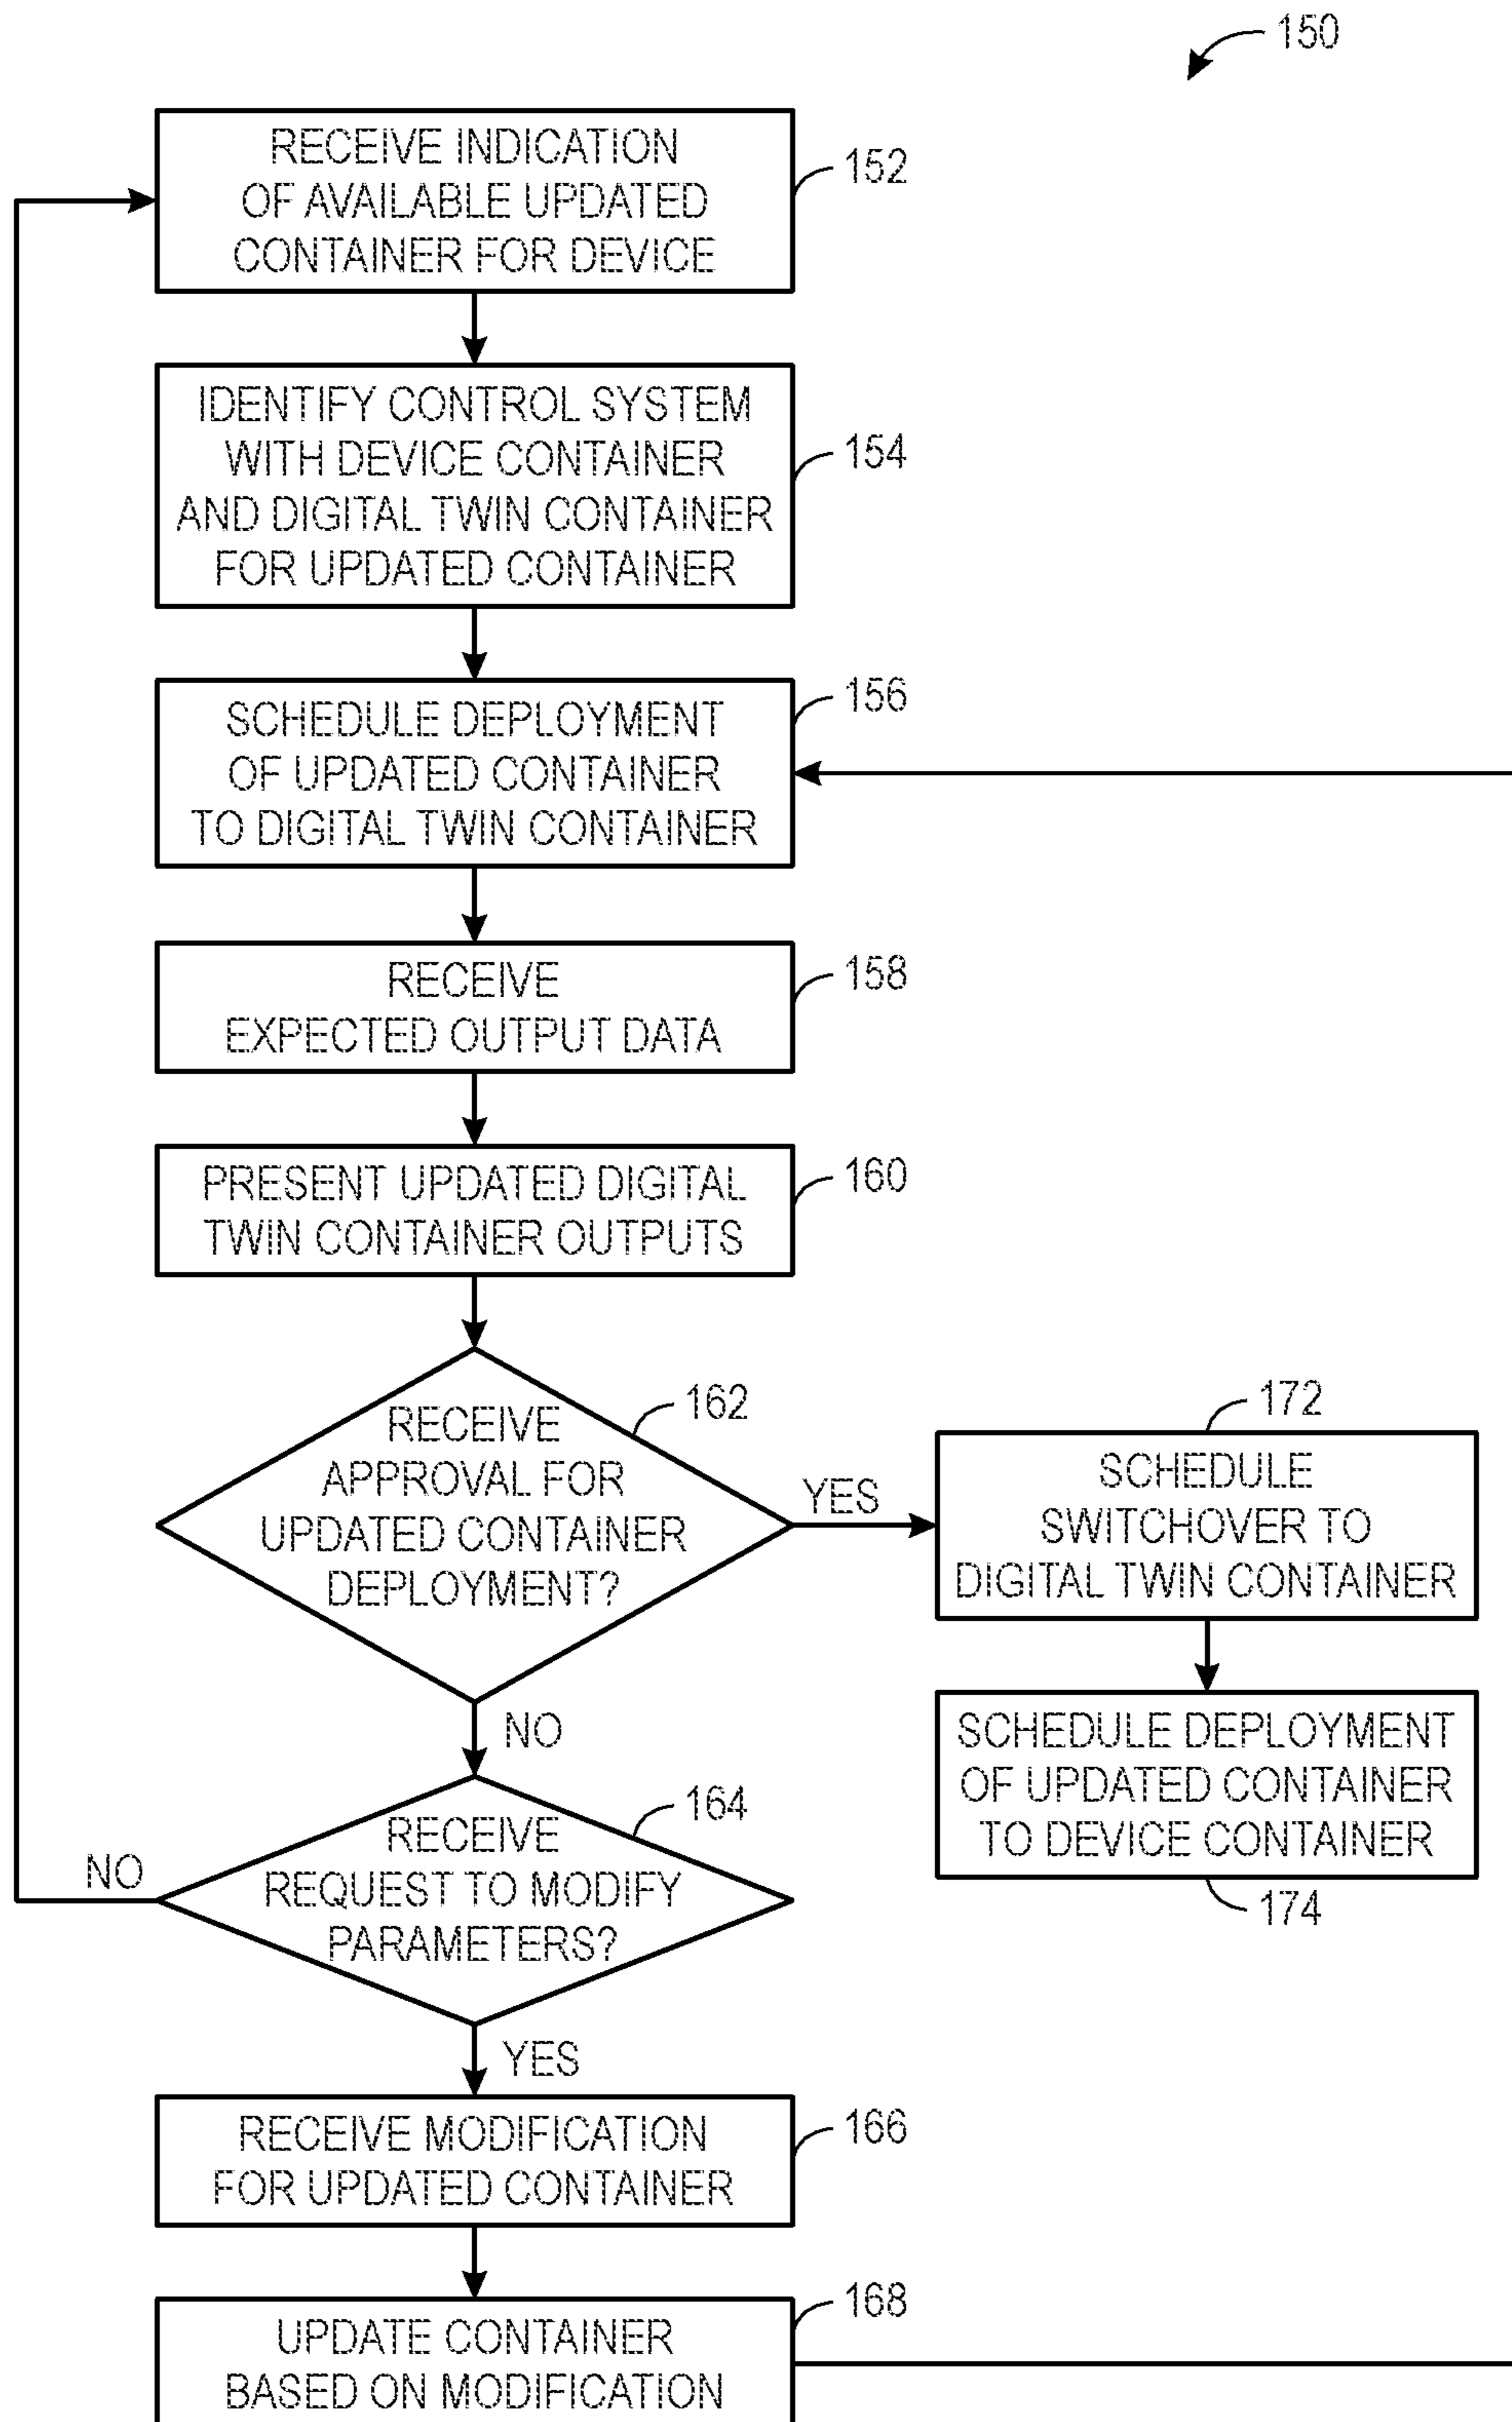 150
RECEIVE INDICATION
OF AVAILABLE UPDATED
CONTAINER FOR DEVICE
152
IDENTIFY CONTROL SYSTEM
WITH DEVICE CONTAINER
AND DIGITAL TWIN CONTAINER
FOR UPDATED CONTAINER
154
SCHEDULE DEPLOYMENT
OF UPDATED CONTAINER
TO DIGITAL TWIN CONTAINER
156
RECEIVE
EXPECTED OUTPUT DATA
158
PRESENT UPDATED DIGITAL
TWIN CONTAINER OUTPUTS
160
RECEIVE
APPROVAL FOR
UPDATED CONTAINER
DEPLOYMENT?
162
YES
172
SCHEDULE
SWITCHOVER TO
DIGITAL TWIN CONTAINER
SCHEDULE DEPLOYMENT
OF UPDATED CONTAINER
TO DEVICE CONTAINER
174
NO
RECEIVE
REQUEST TO MODIFY
PARAMETERS?
164
NO
YES
RECEIVE MODIFICATION
FOR UPDATED CONTAINER
166
UPDATE CONTAINER
BASED ON MODIFICATION
168